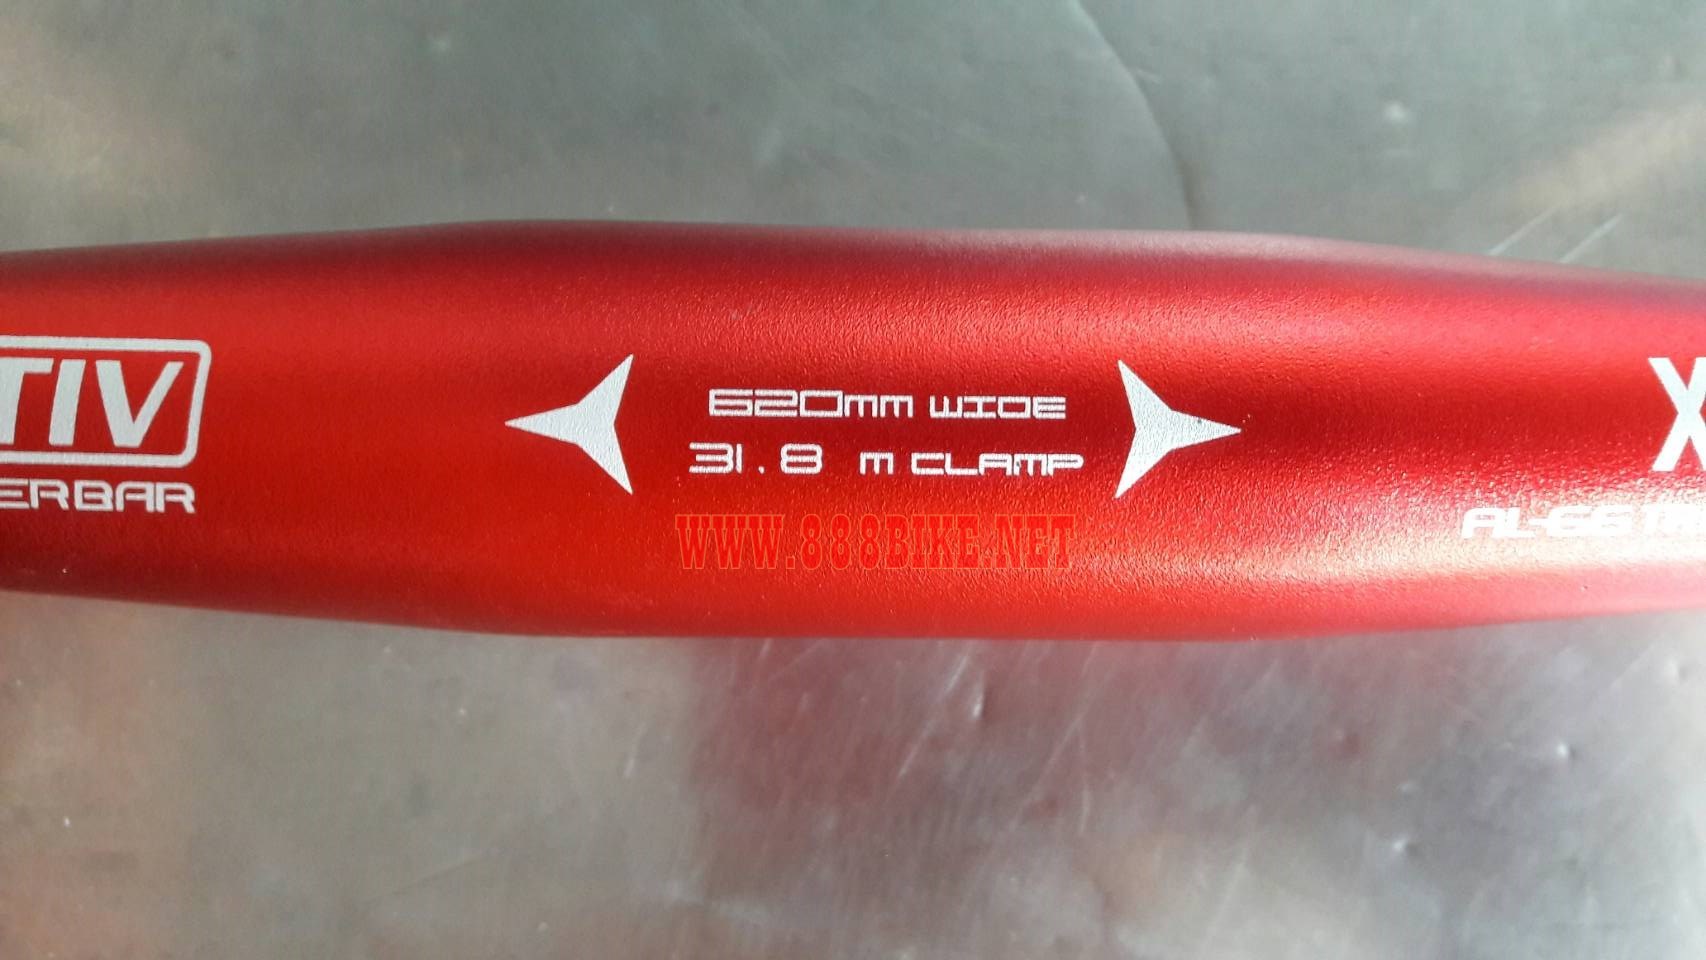 TIV
ERBAR
620mm WIDE
31.8 m CLAMP
WWW.888BIKE.NET
X